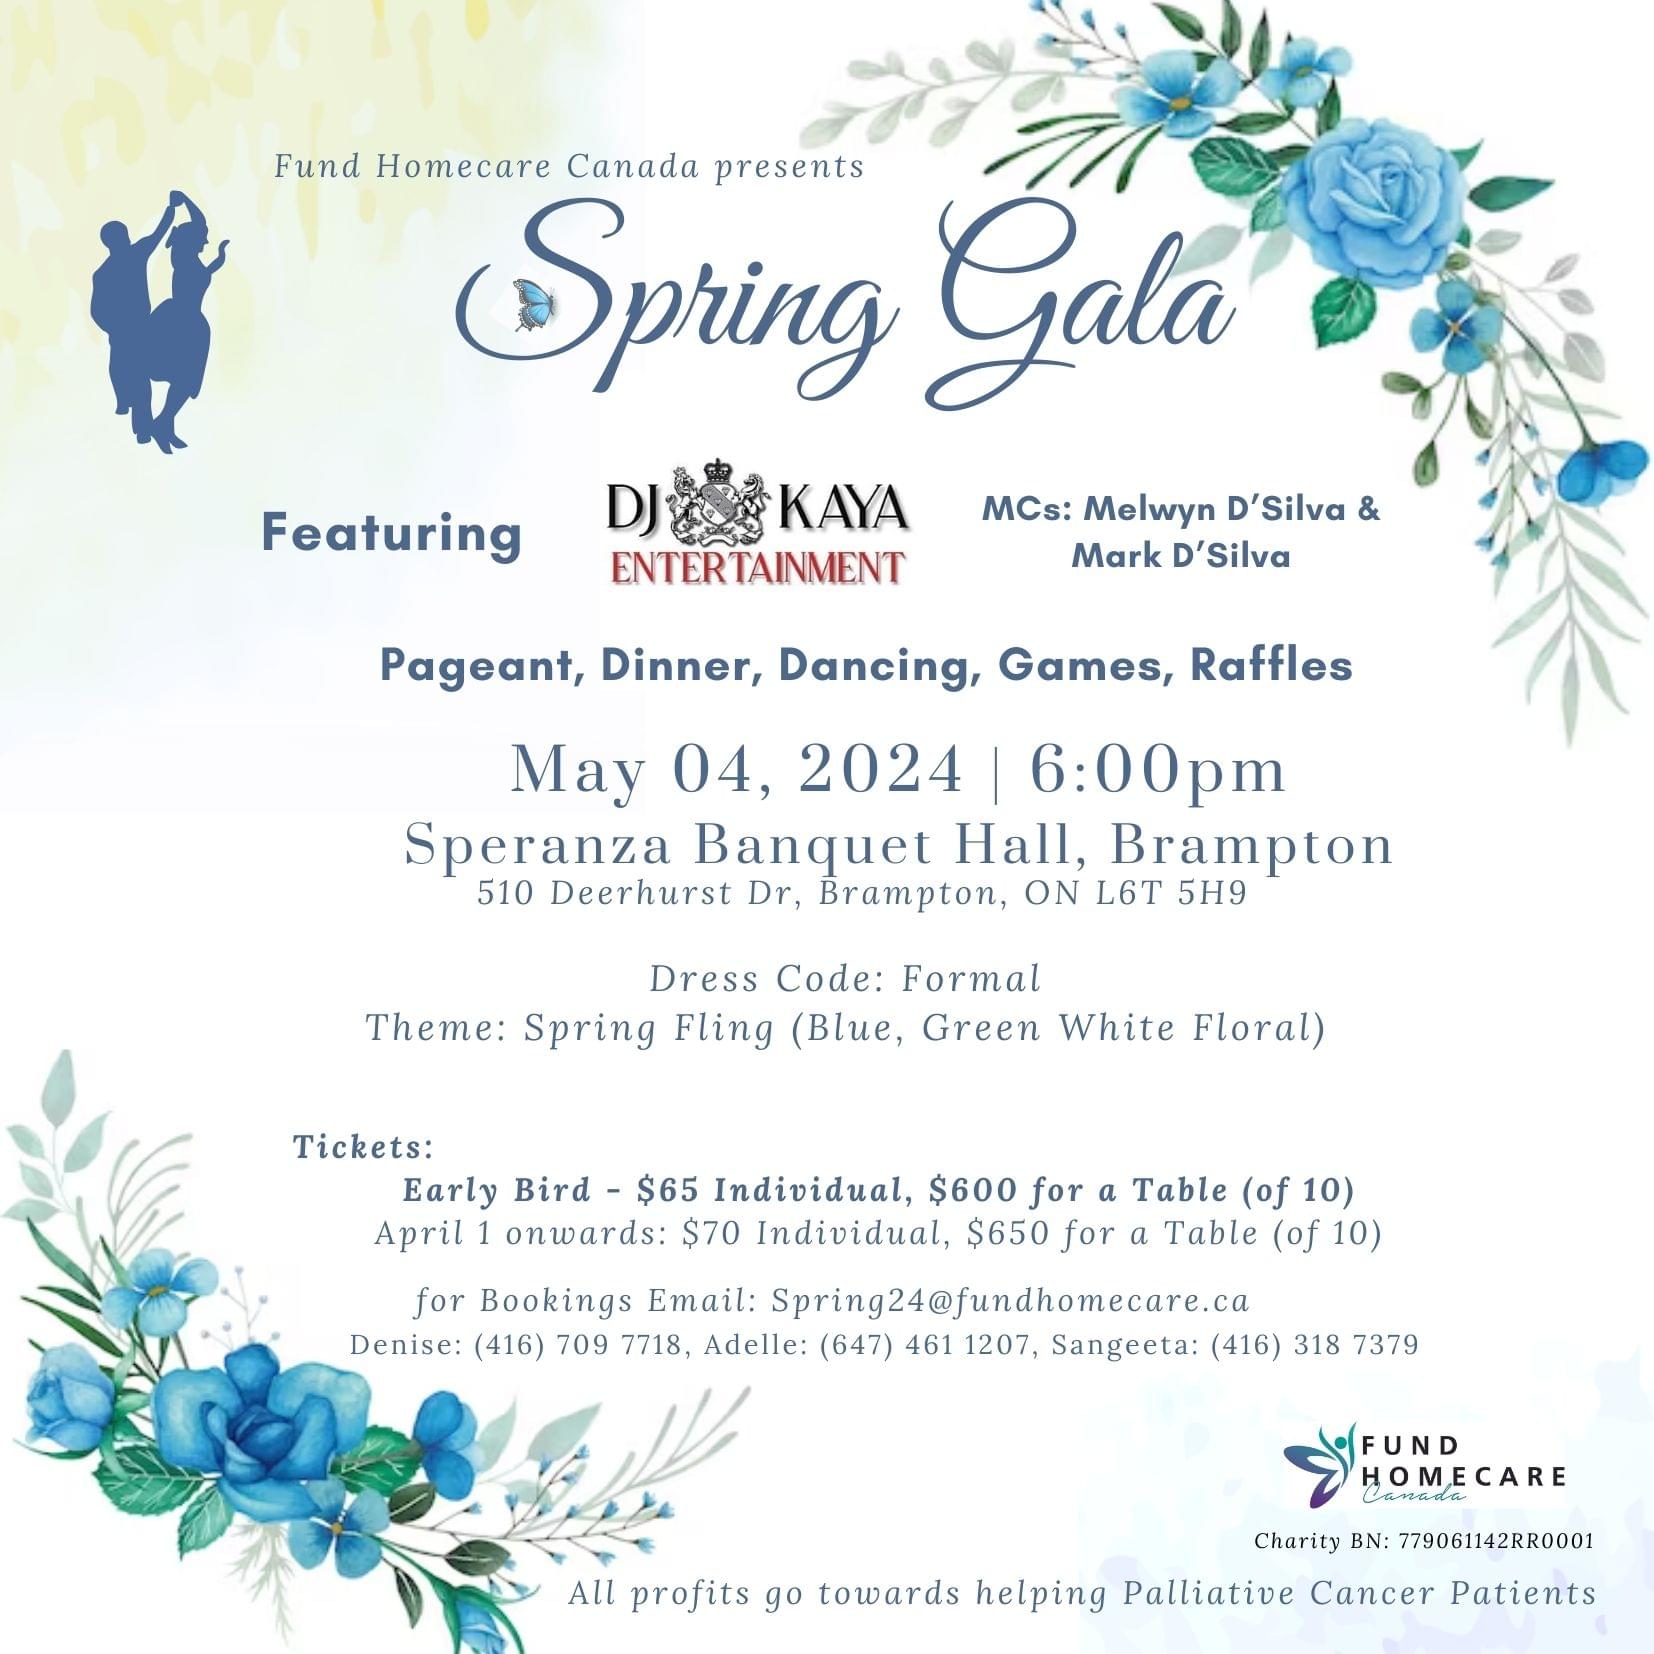 Fund Homecare Canada presents
Spring Gala
Featuring
DJ KAYA
ENTERTAINMENT
MCs: Melwyn D'Silva &
Mark D'Silva
Pageant, Dinner, Dancing, Games, Raffles
May 04, 2024 | 6:00pm
Speranza Banquet Hall, Brampton
510 Deerhurst Dr, Brampton, ON L6T 5H9
Dress Code: Formal
Theme: Spring Fling (Blue, Green White Floral)
Tickets:
Early Bird - $65 Individual, $600 for a Table (of 10)
April 1 onwards: $70 Individual, $650 for a Table (of 10)
for Bookings Email: Spring24@fundhomecare.ca
Denise: (416) 709 7718, Adelle: (647) 461 1207, Sangeeta: (416) 318 7379
FUND
HOMECARE
Canada
Charity BN: 779061142RR0001
All profits go towards helping Palliative Cancer Patients